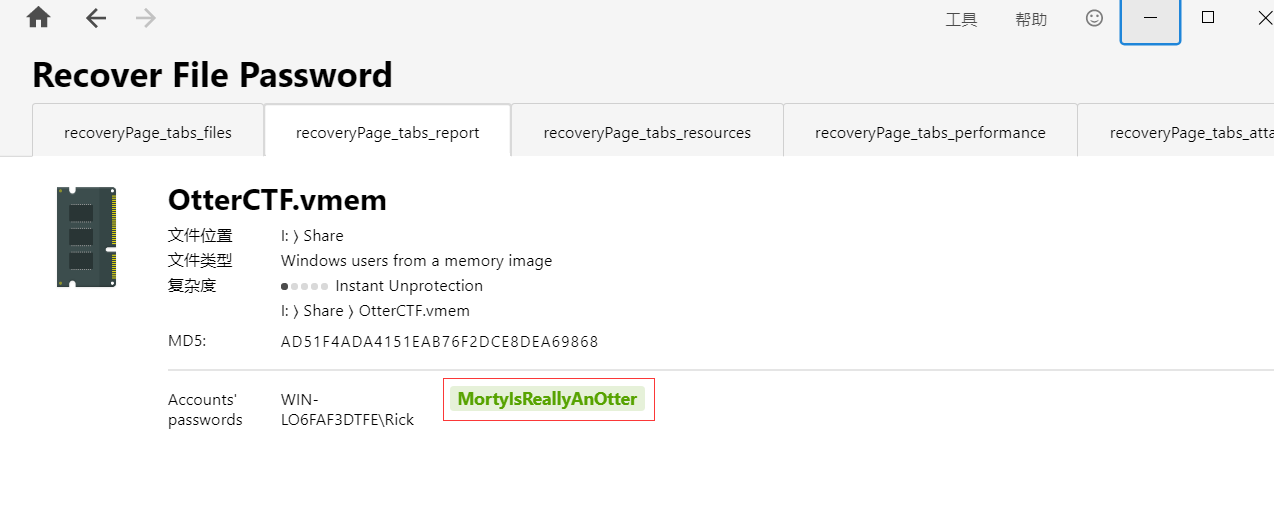 工具 帮助
Recover File Password
recoveryPage_tabs_files recoveryPage_tabs_report recoveryPage_tabs_resources recoveryPage_tabs_performance recoveryPage_tabs_atta
OtterCTF.vmem
文件位置 I: 〉 Share
文件类型 Windows users from a memory image
复杂度 Instant Unprotection
I: 〉 Share 〉 OtterCTF.vmem
MD5: AD51F4ADA4151EAB76F2DCE8DEA69868
Accounts' WIN- MortyIsReallyAnOtter
passwords LO6FAF3DTFE\Rick